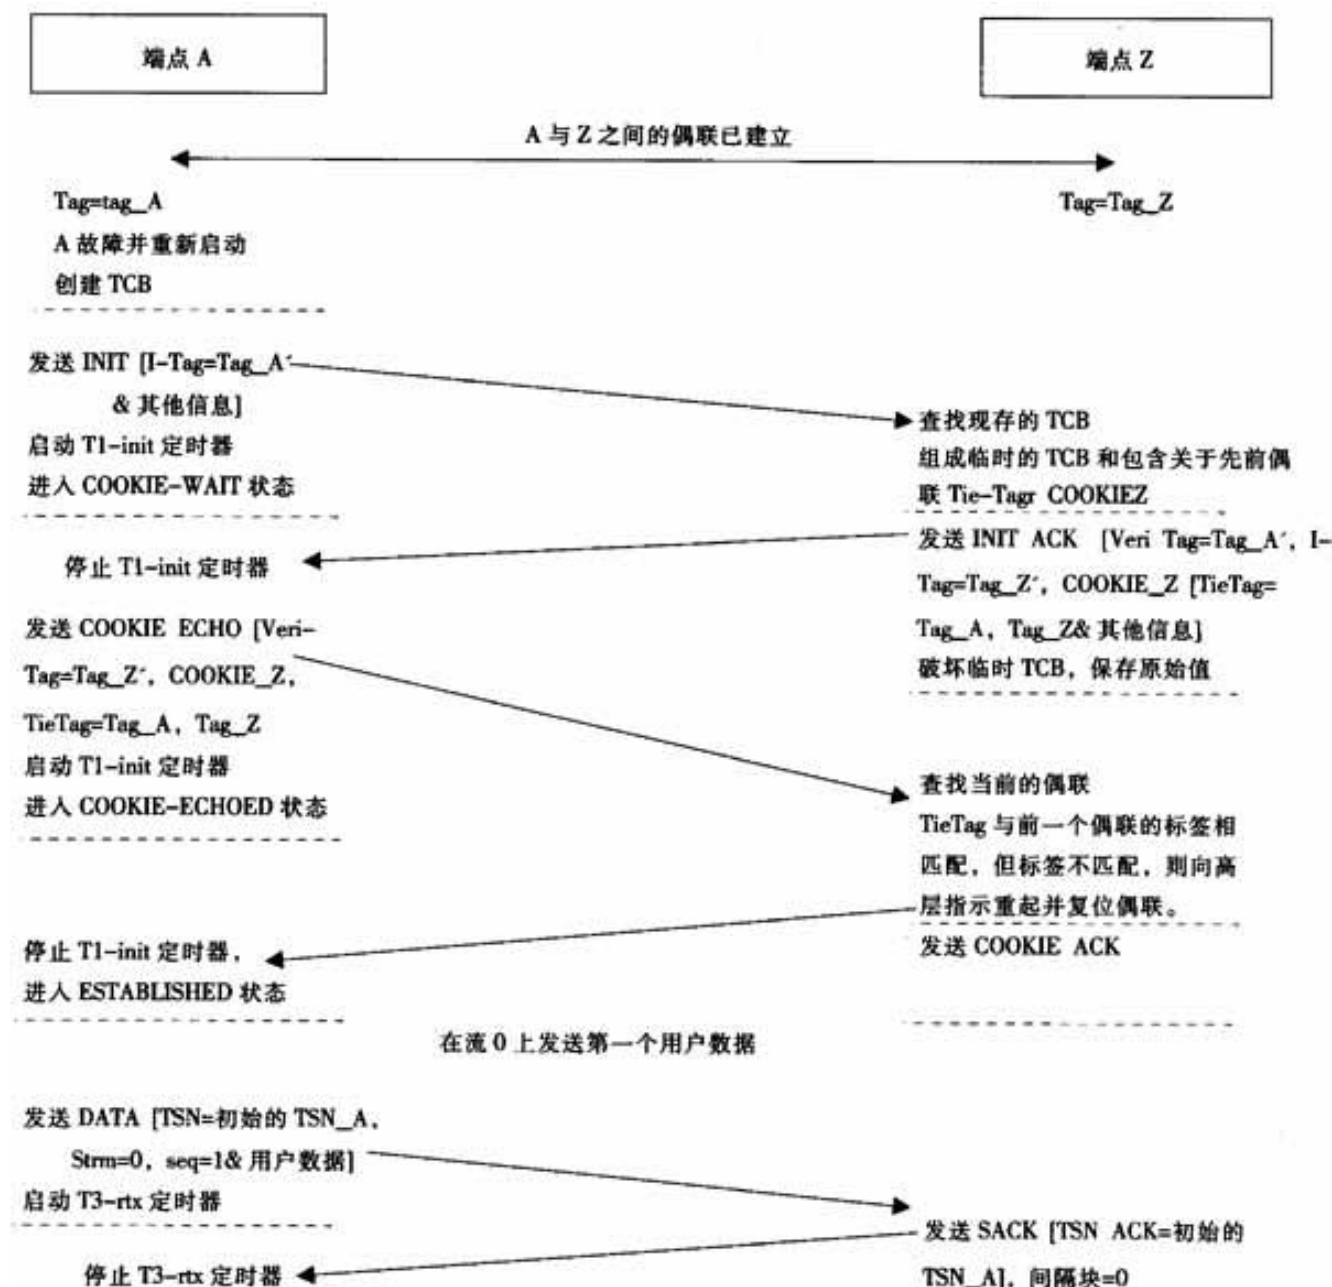 端点 A
端点 Z
A 与 Z 之间的偶联已建立
Tag=tag_A
Tag=Tag_Z
A 故障并重新启动
创建 TCB
发送 INIT [I-Tag=Tag_A′
& 其他信息]
启动 T1-init 定时器
进入 COOKIE-WAIT 状态
查找现存的 TCB
组成临时的 TCB 和包含关于先前偶
联 Tie-Tagr COOKIEZ
发送 INIT ACK [Veri Tag=Tag_A′, I-
Tag=Tag_Z′, COOKIE_Z [TieTag=
Tag_A, Tag_Z& 其他信息]
破坏临时 TCB, 保存原始值
停止 T1-init 定时器
发送 COOKIE ECHO [Veri-
Tag=Tag_Z′, COOKIE_Z,
TieTag=Tag_A, Tag_Z
启动 T1-init 定时器
进入 COOKIE-ECHOED 状态
查找当前的偶联
TieTag 与前一个偶联的标签相
匹配, 但标签不匹配, 则向高
层指示重起并复位偶联。
发送 COOKIE ACK
停止 T1-init 定时器,
进入 ESTABLISHED 状态
在流 0 上发送第一个用户数据
发送 DATA [TSN=初始的 TSN_A,
Strm=0, seq=1& 用户数据]
启动 T3-rtx 定时器
发送 SACK [TSN ACK=初始的
TSN_A], 间隔块=0
停止 T3-rtx 定时器